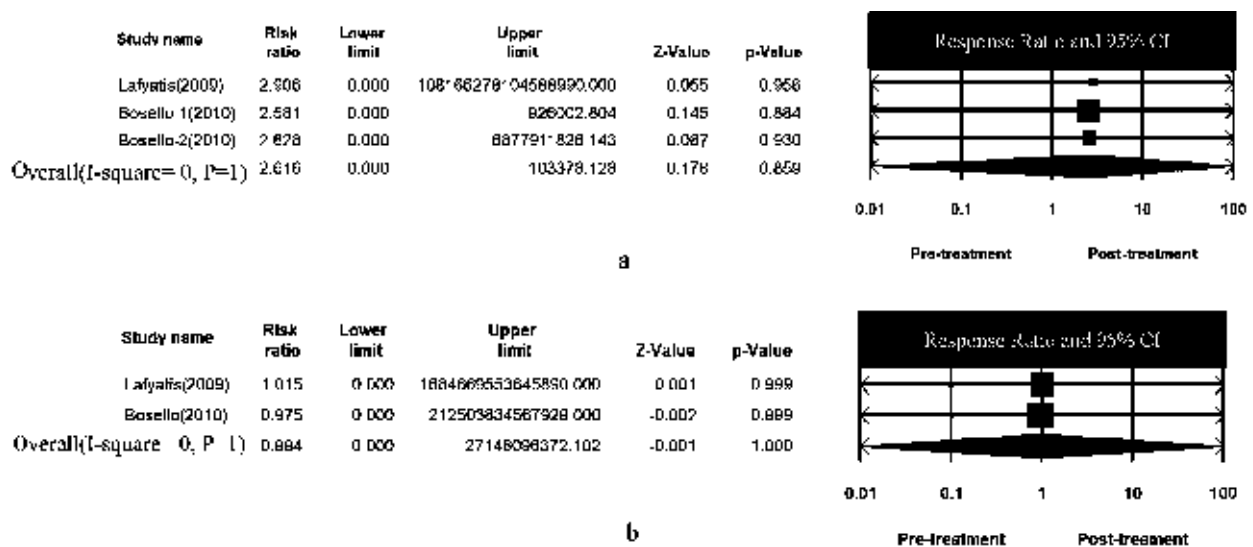 Study name Risk ratio Lower limit Upper limit Z-Value p-Value
Lafyatis(2009) 2.906 0.000 0.055 0.956
Bosello 1(2010) 2.581 0.000 926002.804 0.145 0.884
Bosello-2(2010) 2.628 0.000 0.087 0.930
Overall(I-square= 0, P=1) 2.616 0.000 103378.128 0.178 0.859
Response Ratio and 95% CI
0.01 0.1 1 10 100
Pre-treatment Post-treatment
a
Study name Risk ratio Lower limit Upper limit Z-Value p-Value
Lafyatis(2009) 1.015 0.000 0.001 0.999
Bosello(2010) 0.975 0.000 -0.002
Overall(I-square 0, P 1) 0.000 -0.001 1.000
Response Ratio and 95% CI
0.01 0.1 1 10 100
Pre-treatment Post-treament
b